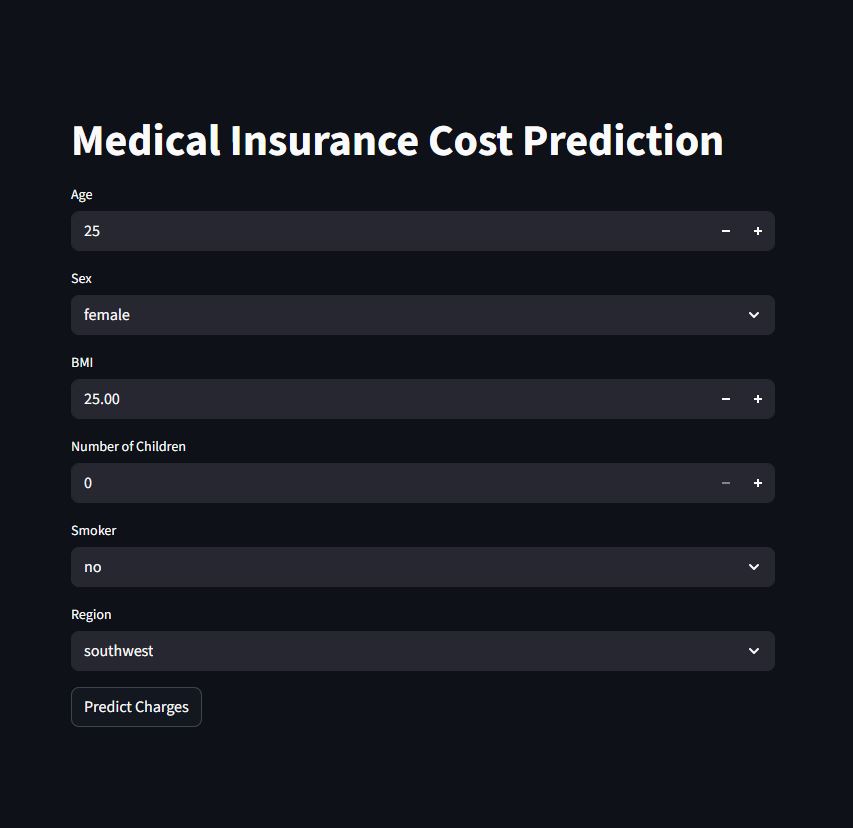 Medical Insurance Cost Prediction
Age
25
Sex
female
BMI
25.00
Number of Children
0
Smoker
no
Region
southwest
Predict Charges